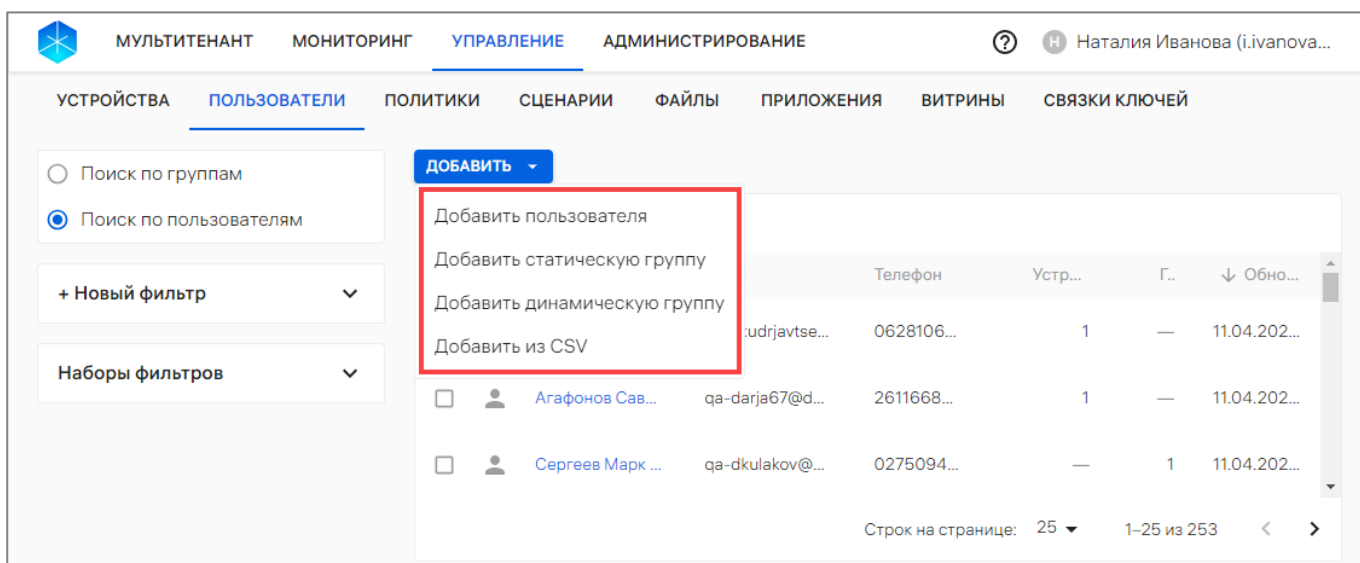 МУЛЬТИТЕНАНТ МОНИТОРИНГ УПРАВЛЕНИЕ АДМИНИСТРИРОВАНИЕ ? Н Наталия Иванова (i.ivanova...
УСТРОЙСТВА ПОЛЬЗОВАТЕЛИ ПОЛИТИКИ СЦЕНАРИИ ФАЙЛЫ ПРИЛОЖЕНИЯ ВИТРИНЫ СВЯЗКИ КЛЮЧЕЙ
Поиск по группам
Поиск по пользователям
+ Новый фильтр
Наборы фильтров
ДОБАВИТЬ
Добавить пользователя
Добавить статическую группу
Добавить динамическую группу
Добавить из CSV
Телефон Устр... Г... ↓ Обно...
udrjavtse... 0628106... 1 — 11.04.202...
Агафонов Сав... qa-darja67@d... 2611668... 1 — 11.04.202...
Сергеев Марк ... qa-dkulakov@... 0275094... — 1 11.04.202...
Строк на странице: 25 1–25 из 253 < >